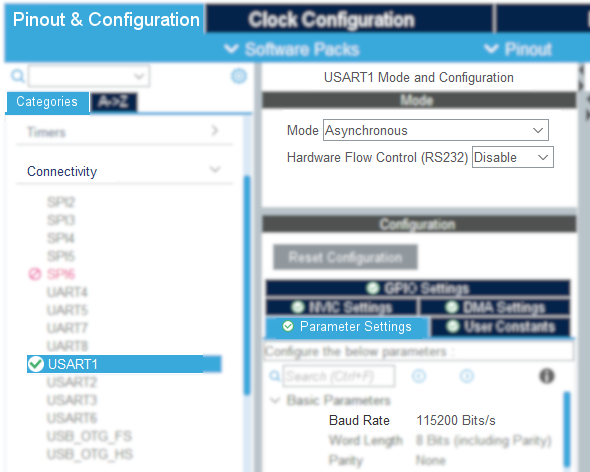 Pinout & Configuration
Clock Configuration
Software Packs
Pinout
Categories
A->Z
Timers
Connectivity
SPI2
SPI3
SPI4
SPI5
SPI6
UART4
UART5
UART7
UART8
USART1
USART2
USART3
USART6
USB_OTG_FS
USB_OTG_HS
USART1 Mode and Configuration
Mode
Mode Asynchronous
Hardware Flow Control (RS232) Disable
Configuration
Reset Configuration
GPIO Settings
NVIC Settings
DMA Settings
Parameter Settings
User Constants
Configure the below parameters :
Search (Ctrl+F)
Basic Parameters
Baud Rate 115200 Bits/s
Word Length 8 Bits (including Parity)
Parity None